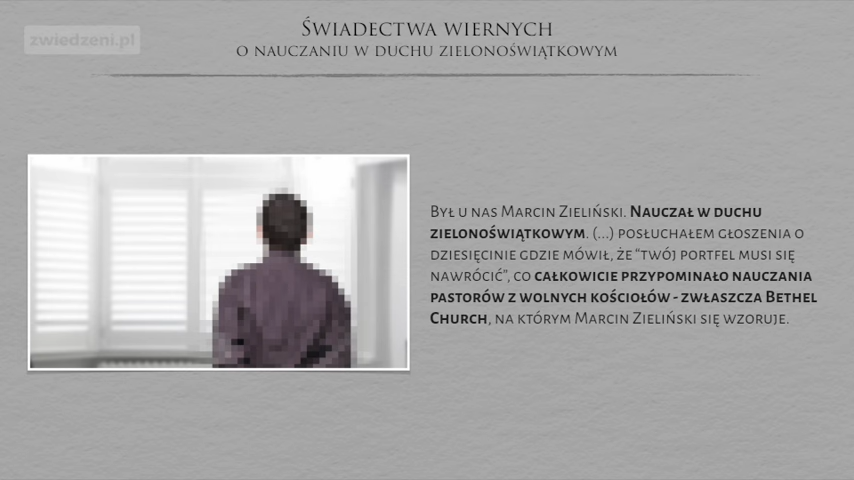 Świadectwa wiernych
o nauczaniu w duchu zielonoświątkowym
zwiedzeni.pl
Był u nas Marcin Zieliński. Nauczał w duchu
zielonoświątkowym. (...) posłuchałem głoszenia o
dziesięcinie gdzie mówił, że “twój portfel musi się
nawrócić”, co całkowicie przypominało nauczania
pastorów z wolnych kościołów - zwłaszcza Bethel
Church, na którym Marcin Zieliński się wzoruje.